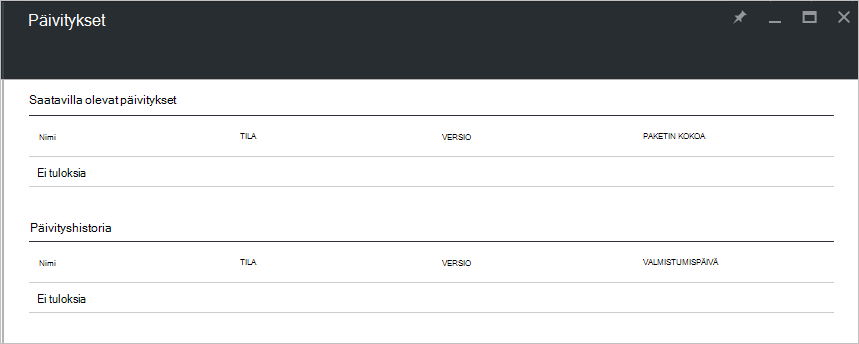 Päivitykset
Saatavilla olevat päivitykset
Nimi TILA VERSIO PAKETIN KOKOA
Ei tuloksia
Päivityshistoria
Nimi TILA VERSIO VALMISTUMISPÄIVÄ
Ei tuloksia